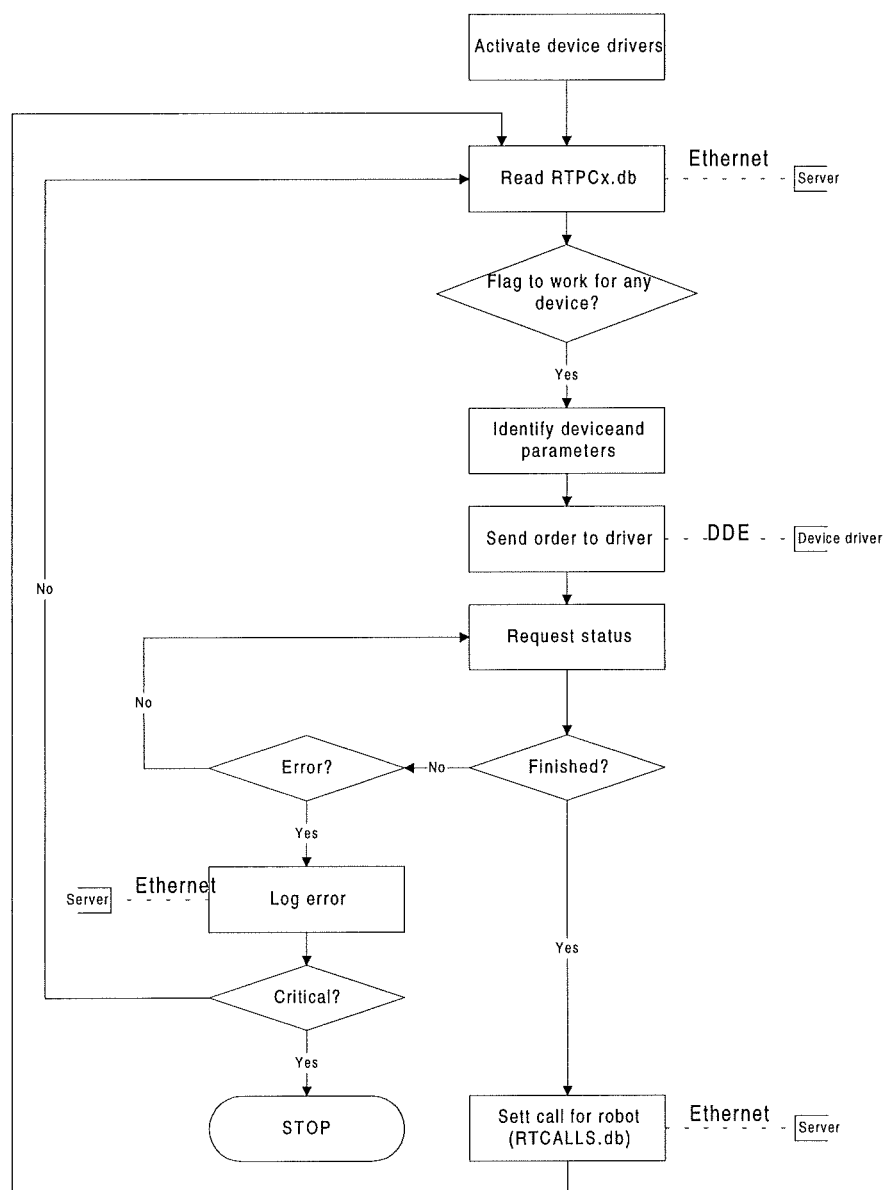 Activate device drivers
Ethernet
Read RTPCx.db
Server
Flag to work for any
device?
Yes
Identify deviceand
parameters
Send order to driver
DDE
Device driver
No
Request status
No
Error?
No
Finished?
Yes
Ethernet
Server
Log error
Yes
Critical?
Yes
STOP
Sett call for robot
(RTCALLS.db)
Ethernet
Server